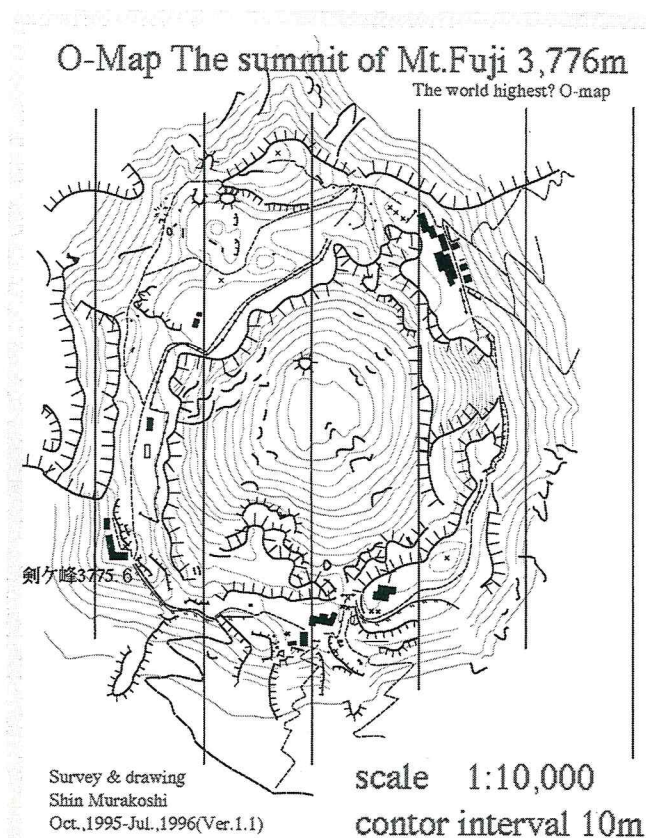 O-Map The summit of Mt.Fuji 3,776m
The world highest? O-map
剣ケ峰3775.6
Survey & drawing
Shin Murakoshi
Oct.,1995-Jul.,1996(Ver.1.1)
scale 1:10,000
contor interval 10m